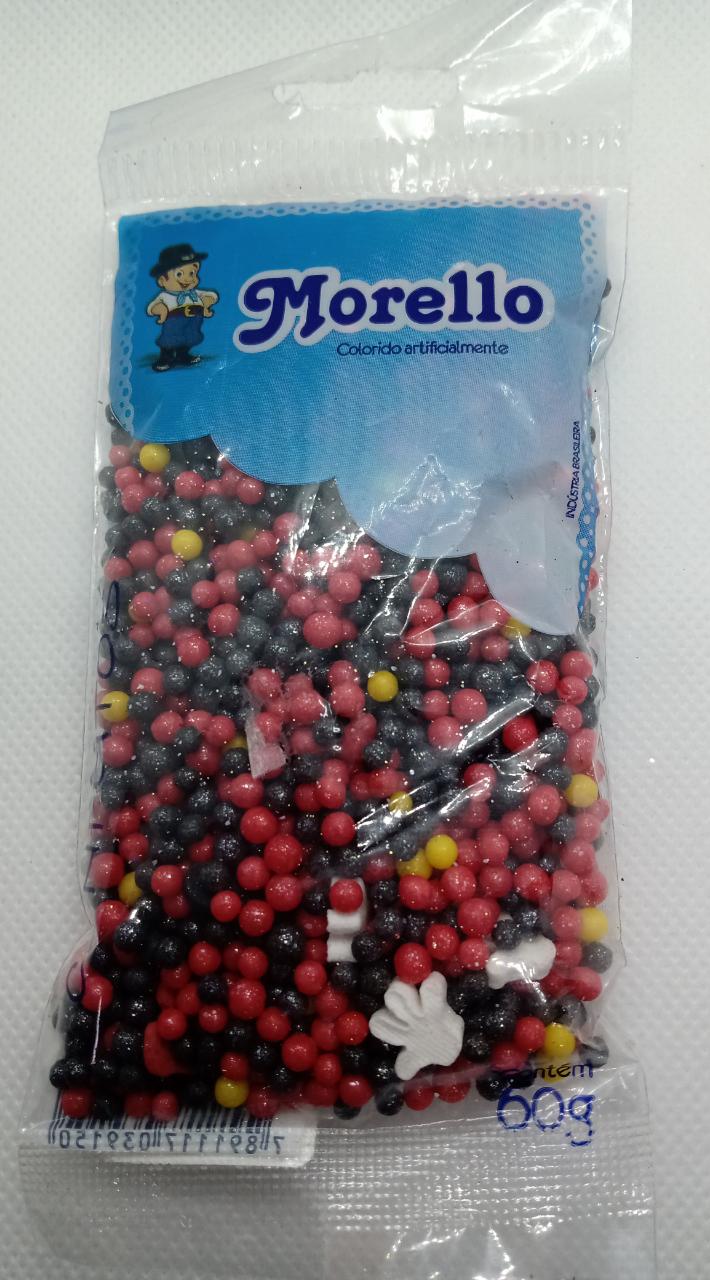 Morello
Colorido artificialmente
INDÚSTRIA BRASILEIRA
Contém
60g
7891117039150